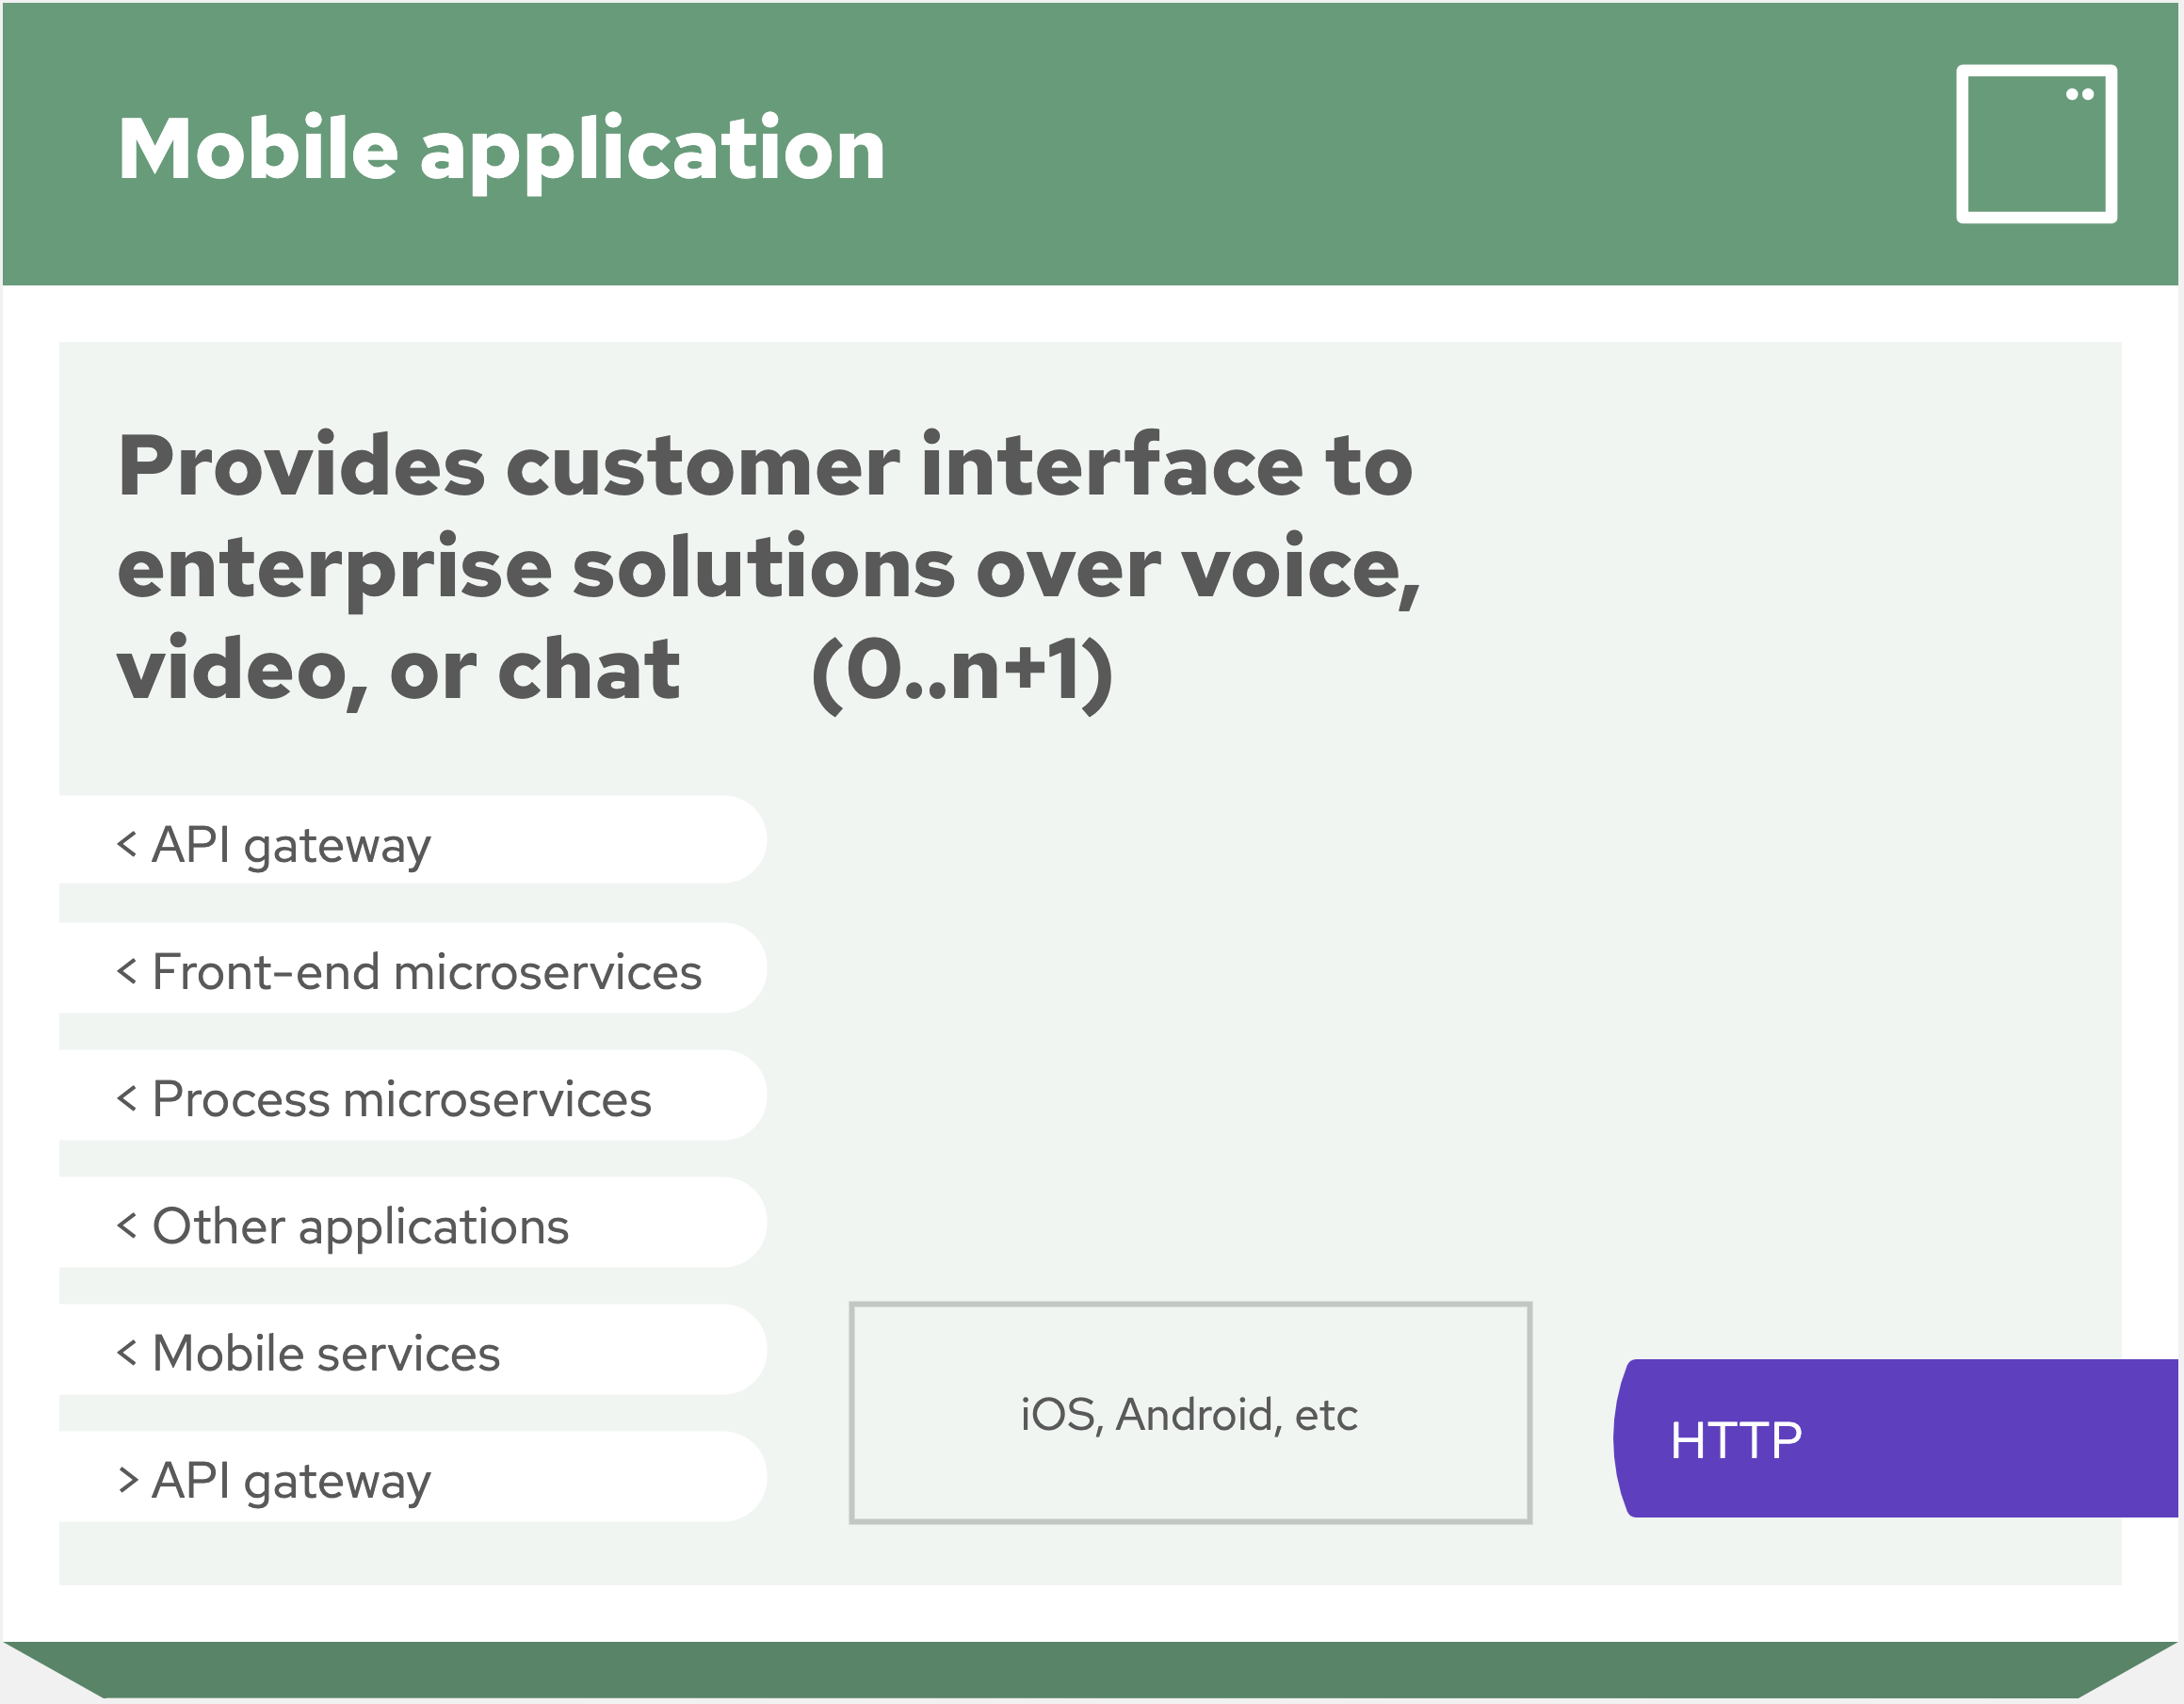 Mobile application
Provides customer interface to
enterprise solutions over voice,
video, or chat (0..n+1)
< API gateway
< Front-end microservices
< Process microservices
< Other applications
< Mobile services
> API gateway
iOS, Android, etc
HTTP